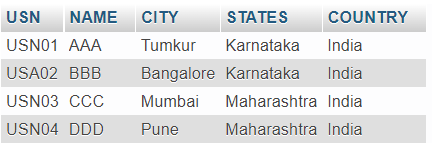 USN NAME CITY STATES COUNTRY
USN01 AAA Tumkur Karnataka India
USA02 BBB Bangalore Karnataka India
USN03 CCC Mumbai Maharashtra India
USN04 DDD Pune Maharashtra India